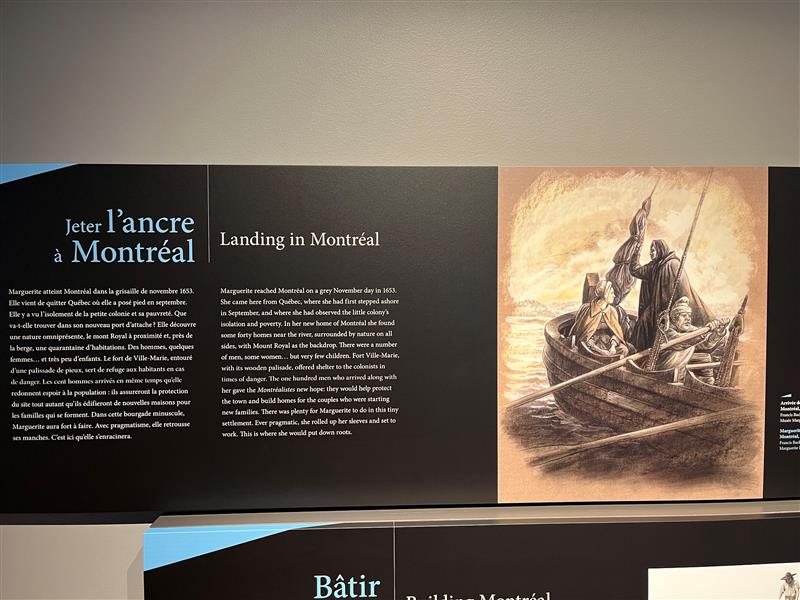 Jeter l'ancre
à Montréal
Marguerite atteint Montréal dans la grisaille de novembre 1653.
Elle vient de quitter Québec où elle a posé pied en septembre.
Elle y a vu l'isolement de la petite colonie et sa pauvreté. Que
va-t-elle trouver dans son nouveau port d'attache ? Elle découvre
une nature omniprésente, le mont Royal à proximité et, près de
la berge, une quarantaine d'habitations. Des hommes, quelques
femmes… et très peu d'enfants. Le fort de Ville-Marie, entouré
d'une palissade de pieux, sert de refuge aux habitants en cas
de danger. Les cent hommes arrivés en même temps qu'elle
redonnent espoir à la population : ils assureront la protection
du site tout autant qu'ils édifieront de nouvelles maisons pour
les familles qui se forment. Dans cette bourgade minuscule,
Marguerite aura fort à faire. Avec pragmatisme, elle retrousse
ses manches. C'est ici qu'elle s'enracinera.
Landing in Montréal
Marguerite reached Montréal on a grey November day in 1653.
She came here from Québec, where she had first stepped ashore
in September, and where she had observed the little colony's
isolation and poverty. In her new home of Montréal she found
some forty homes near the river, surrounded by nature on all
sides, with Mount Royal as the backdrop. There were a number
of men, some women… but very few children. Fort Ville-Marie,
with its wooden palisade, offered shelter to the colonists in
times of danger. The one hundred men who arrived along with
her gave the Montréalistes new hope: they would help protect
the town and build homes for the couples who were starting
new families. There was plenty for Marguerite to do in this tiny
settlement. Ever pragmatic, she rolled up her sleeves and set to
work. This is where she would put down roots.
Arrivée de
Montréal,
Francis Bac
Musée Marg
Marguerite
Montréal,
Francis Bac
Marguerite
Bâtir
Building Montréal